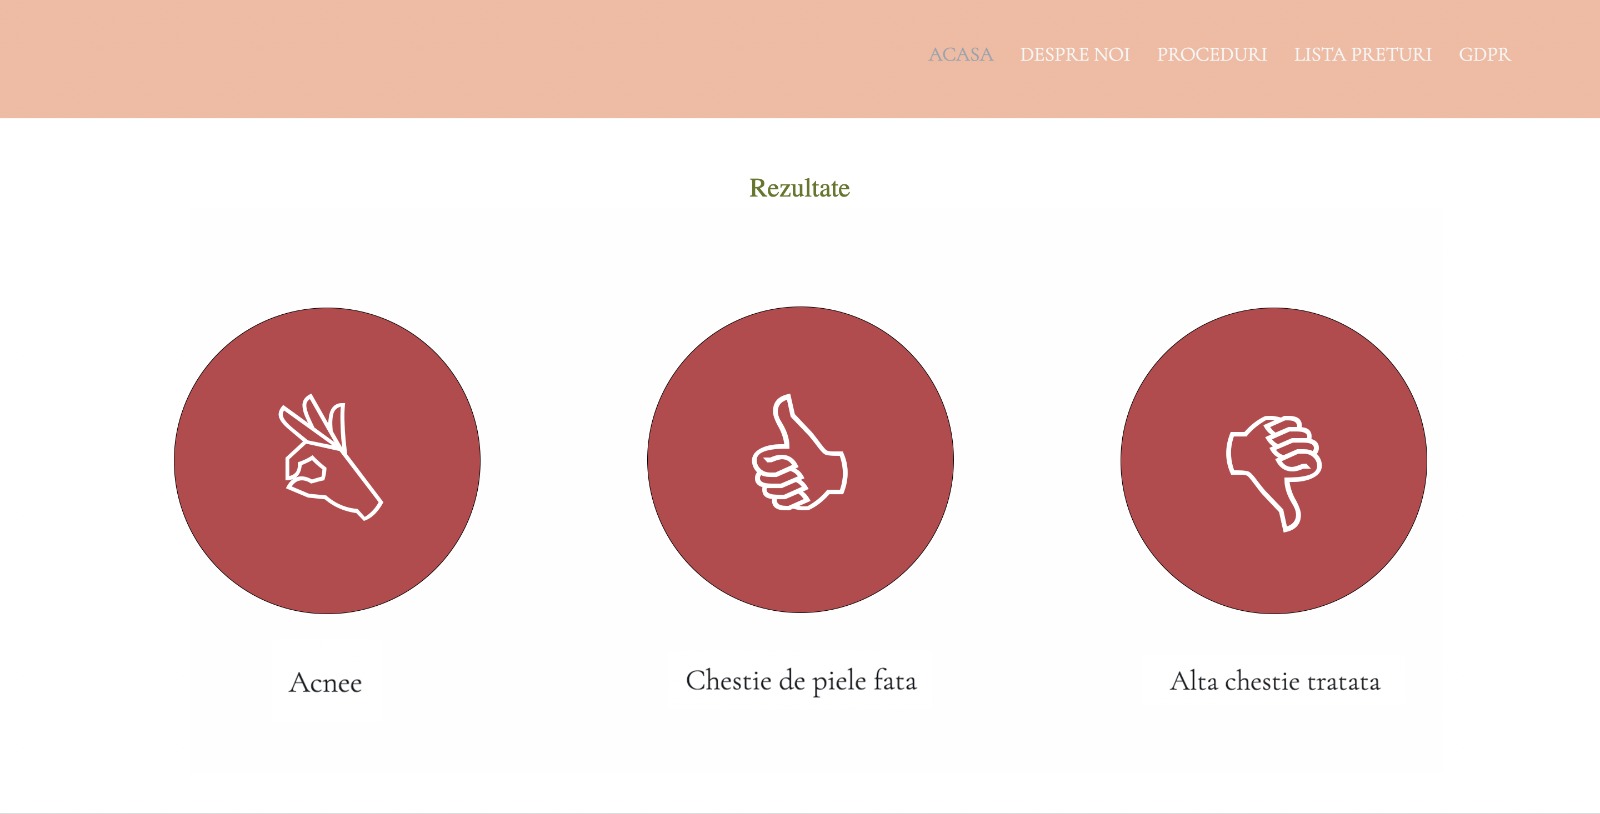 ACASA DESPRE NOI PROCEDURI LISTA PRETURI GDPR
Rezultate
Acnee
Chestie de piele fata
Alta chestie tratata